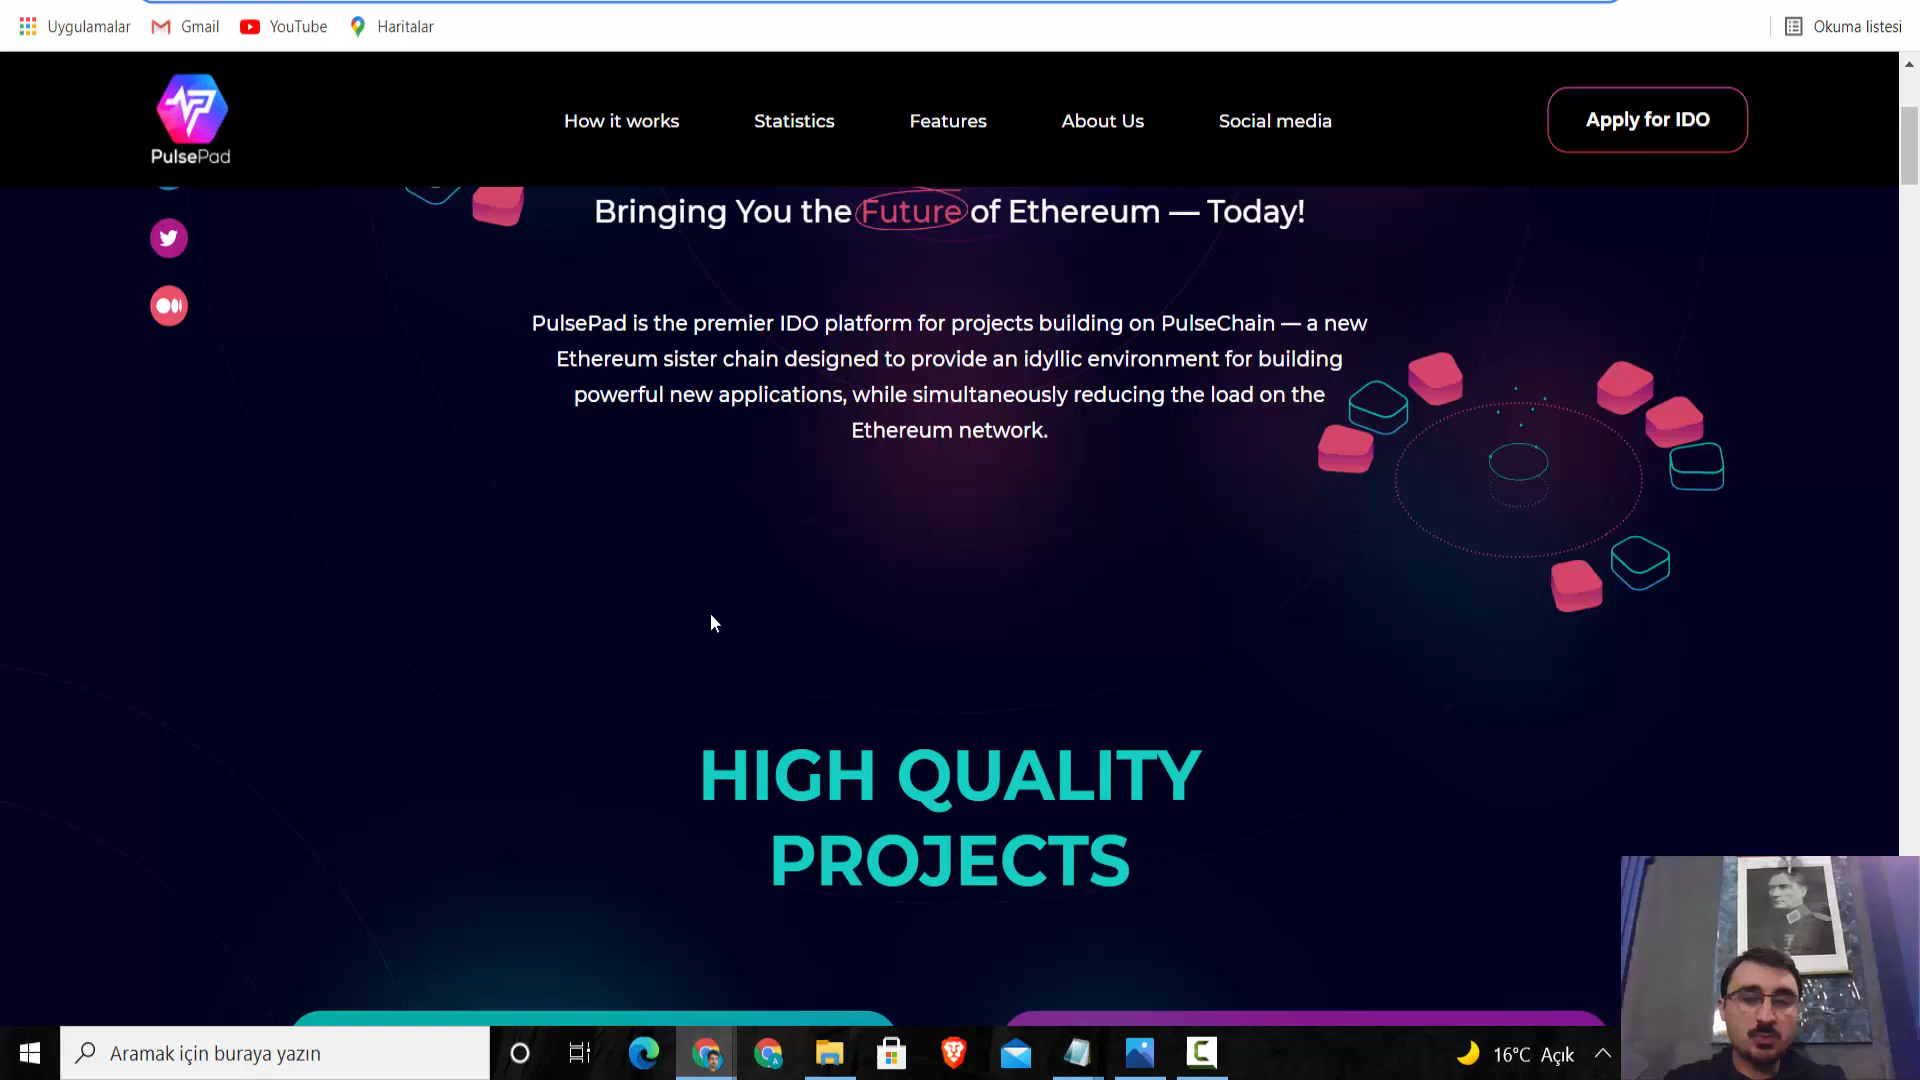 Uygulamalar
Gmail
YouTube
Haritalar
Okuma listesi
PulsePad
How it works
Statistics
Features
About Us
Social media
Apply for IDO
Bringing You the Future of Ethereum — Today!
PulsePad is the premier IDO platform for projects building on PulseChain — a new
Ethereum sister chain designed to provide an idyllic environment for building
powerful new applications, while simultaneously reducing the load on the
Ethereum network.
HIGH QUALITY
PROJECTS
Aramak için buraya yazın
16°C Açık